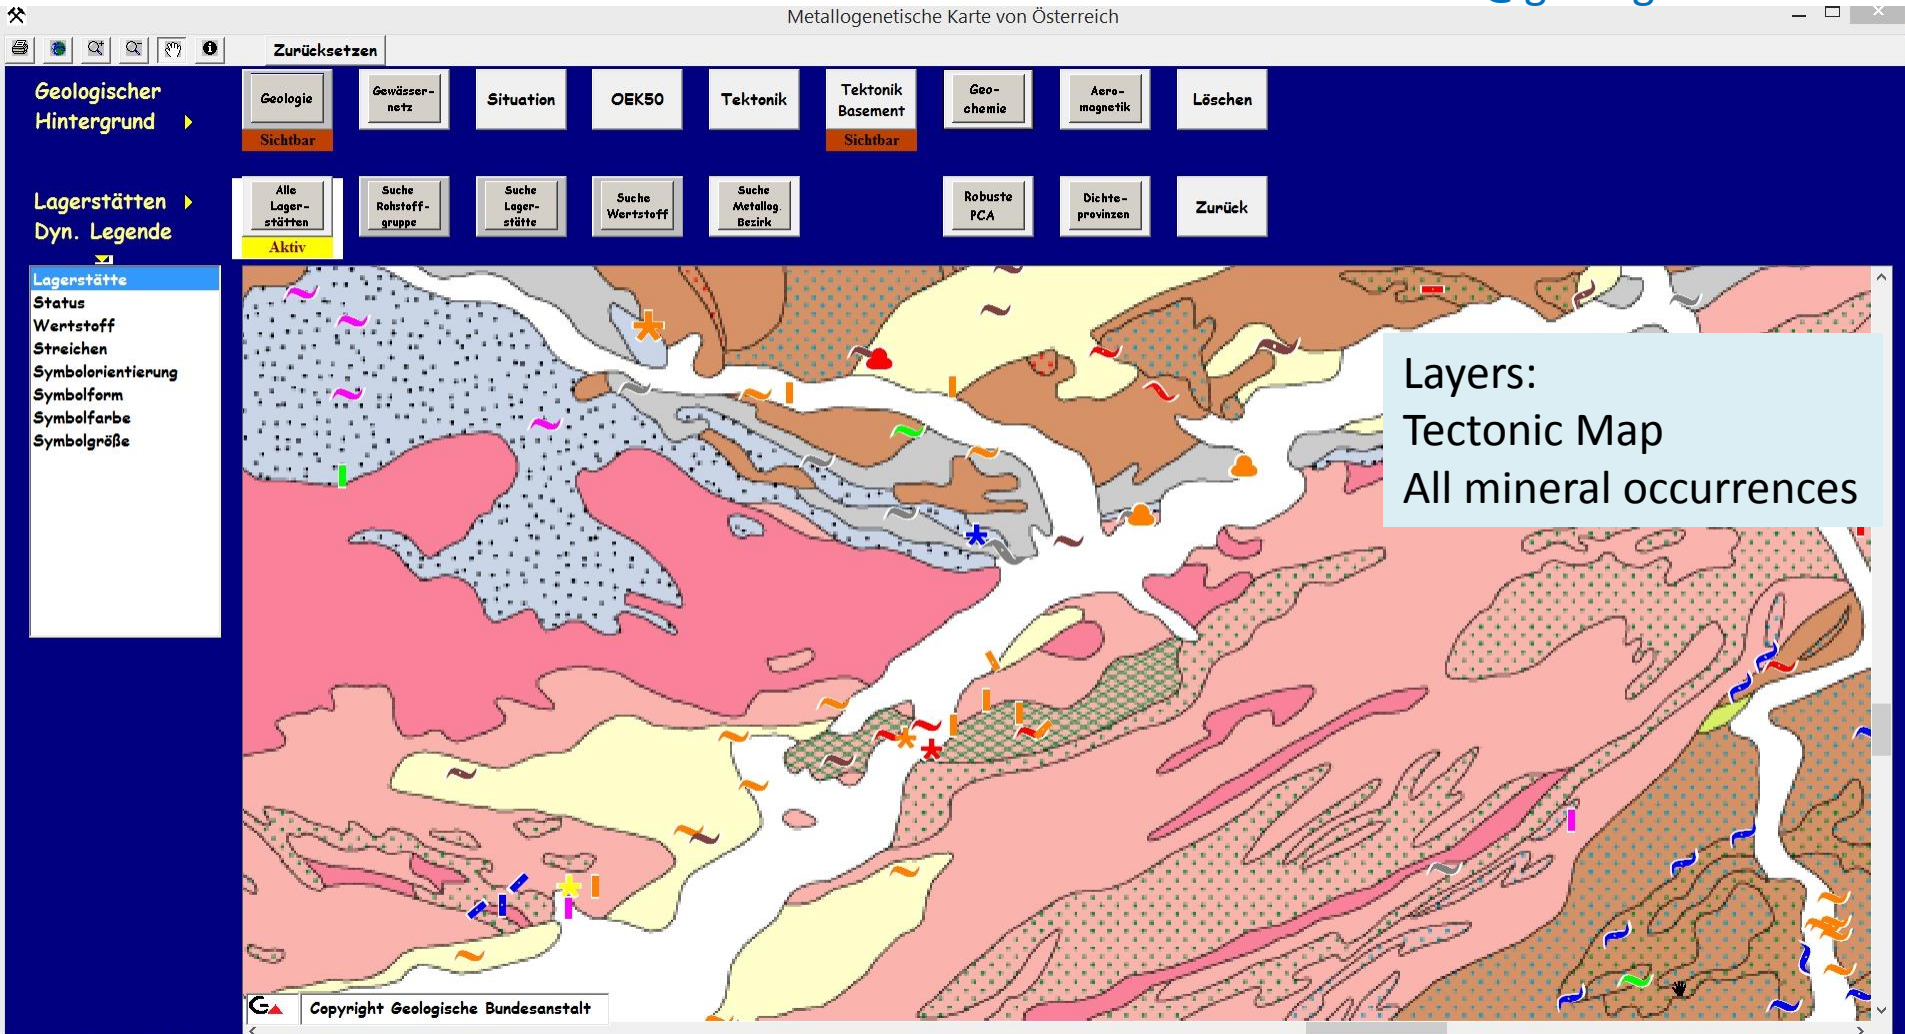 Metallogenetische Karte von Österreich
Zurücksetzen
Geologischer
Hintergrund
Geologie
Sichtbar
Gewässer-
netz
Situation
OEK50
Tektonik
Tektonik
Basement
Sichtbar
Geo-
chemie
Aero-
magnetik
Löschen
Lagerstätten
Dyn. Legende
Alle
Lager-
stätten
Aktiv
Suche
Rohstoff-
gruppe
Suche
Lager-
stätte
Suche
Wertstoff
Suche
Metallog.
Bezirk
Robuste
PCA
Dichte-
provinzen
Zurück
Lagerstätte
Status
Wertstoff
Streichen
Symbolorientierung
Symbolform
Symbolfarbe
Symbolgröße
Layers:
Tectonic Map
All mineral occurrences
Copyright Geologische Bundesanstalt